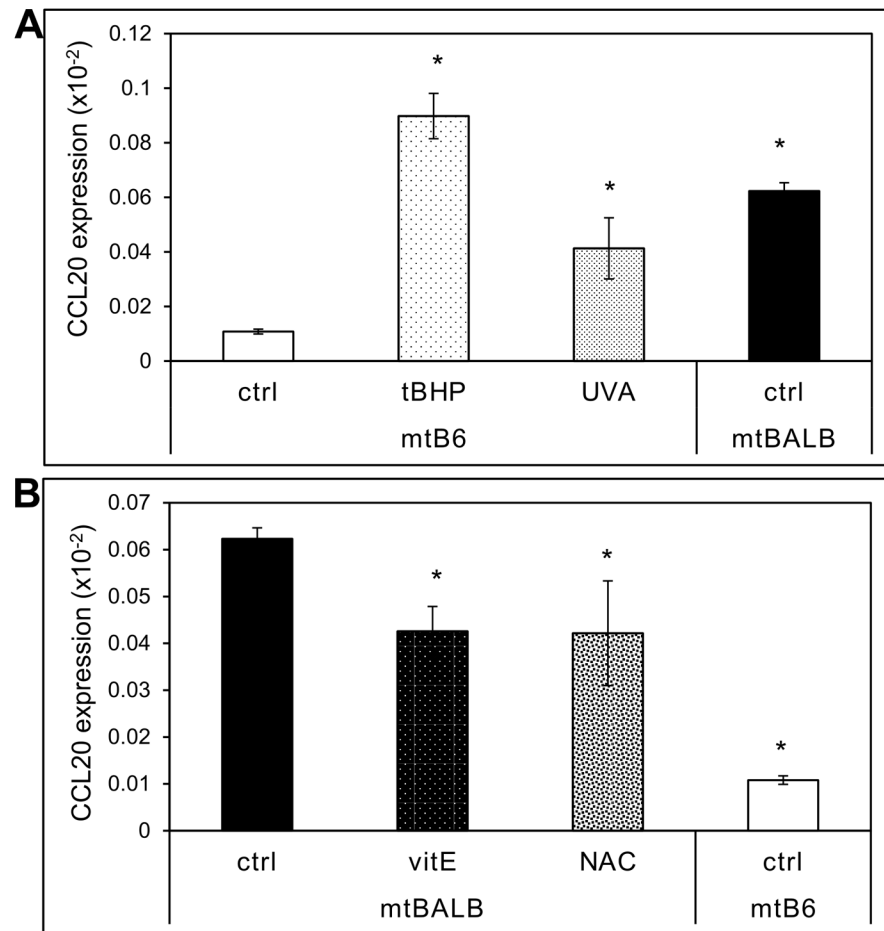 A
CCL20 expression (x10-2)
0.12
0.1
0.08
0.06
0.04
0.02
0
*
*
*
ctrl tBHP UVA ctrl
mtB6 mtBALB
B
CCL20 expression (x10-2)
0.07
0.06
0.05
0.04
0.03
0.02
0.01
0
*
*
*
ctrl vitE NAC ctrl
mtBALB mtB6